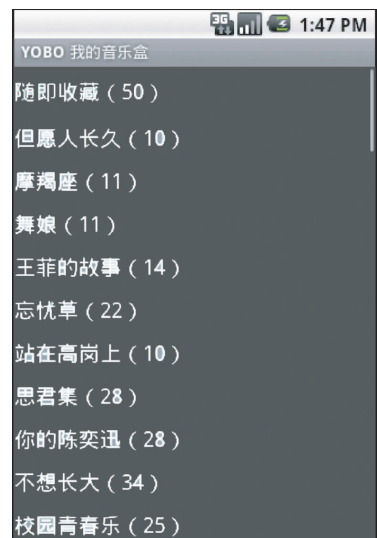 3G 1:47 PM
YOBO 我的音乐盒
随即收藏（50）
但愿人长久（10）
摩羯座（11）
舞娘（11）
王菲的故事（14）
忘忧草（22）
站在高岗上（10）
思君集（28）
你的陈奕迅（28）
不想长大（34）
校园青春乐（25）